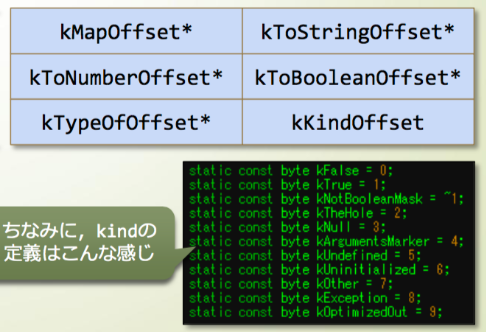 kMapOffset* kToStringOffset*
kToNumberOffset* kToBooleanOffset*
kTypeOfOffset* kKindOffset
static const byte kFalse = 0;
static const byte kTrue = 1;
static const byte kNotBooleanMask = ~1;
static const byte kTheHole = 2;
static const byte kNull = 3;
static const byte kArgumentsMarker = 4;
static const byte kUndefined = 5;
static const byte kUninitialized = 6;
static const byte kOther = 7;
static const byte kException = 8;
static const byte kOptimizedOut = 9;
ちなみに, kindの
定義はこんな感じ